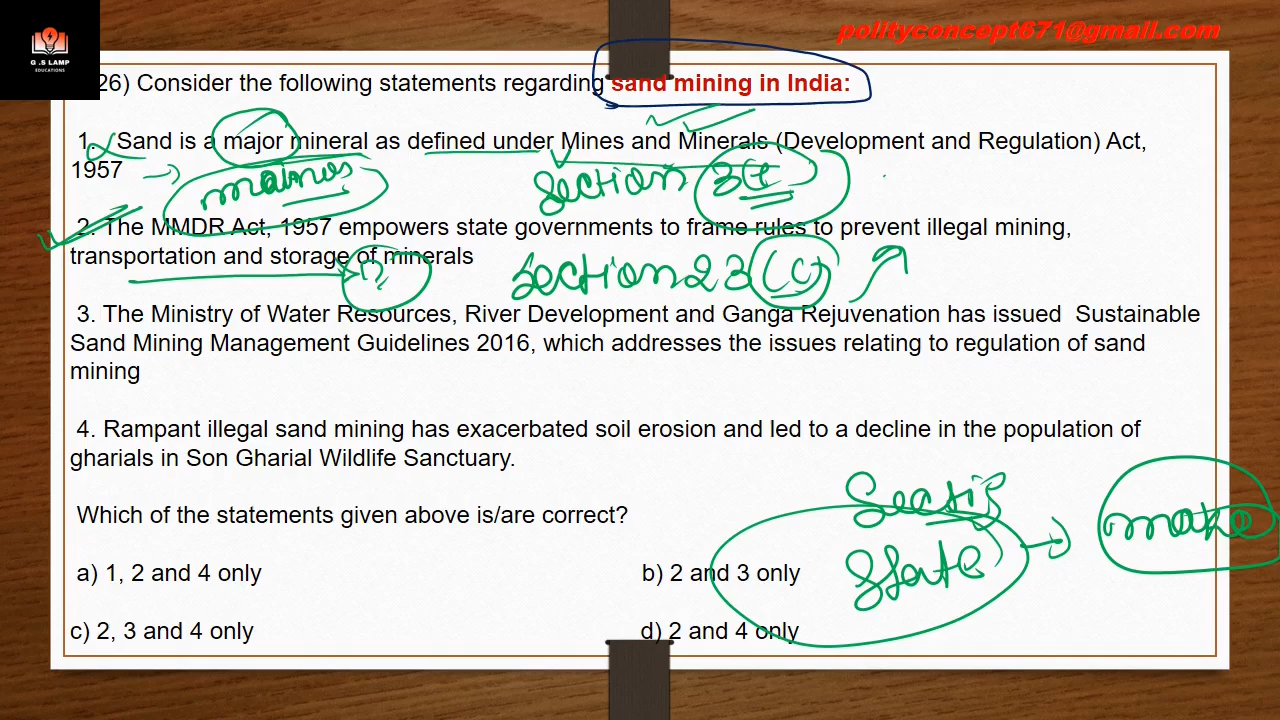 G .S LAMP
EDUCATIONS
polityconcept671@gmail.com
26) Consider the following statements regarding sand mining in India:
1. Sand is a major mineral as defined under Mines and Minerals (Development and Regulation) Act,
1957
section
2. The MMDR Act, 1957 empowers state governments to frame rules to prevent illegal mining,
transportation and storage of minerals
section 23 (C)
3. The Ministry of Water Resources, River Development and Ganga Rejuvenation has issued Sustainable
Sand Mining Management Guidelines 2016, which addresses the issues relating to regulation of sand
mining
4. Rampant illegal sand mining has exacerbated soil erosion and led to a decline in the population of
gharials in Son Gharial Wildlife Sanctuary.
Which of the statements given above is/are correct?
make
State
a) 1, 2 and 4 only
b) 2 and 3 only
c) 2, 3 and 4 only
d) 2 and 4 only